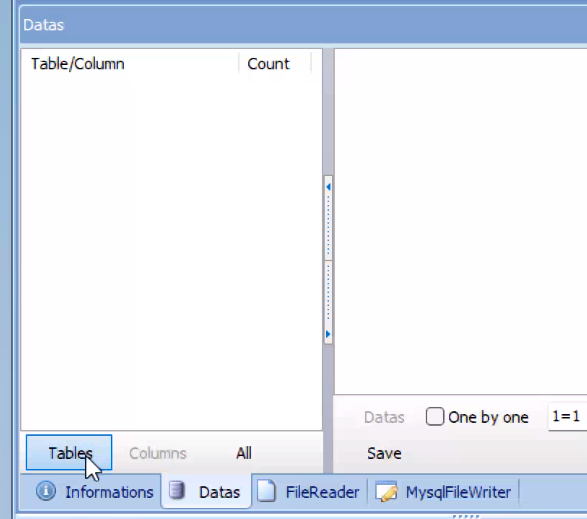 Datas
Table/Column Count
Datas One by one 1=1
Tables Columns All Save
Informations Datas FileReader MysqlFileWriter